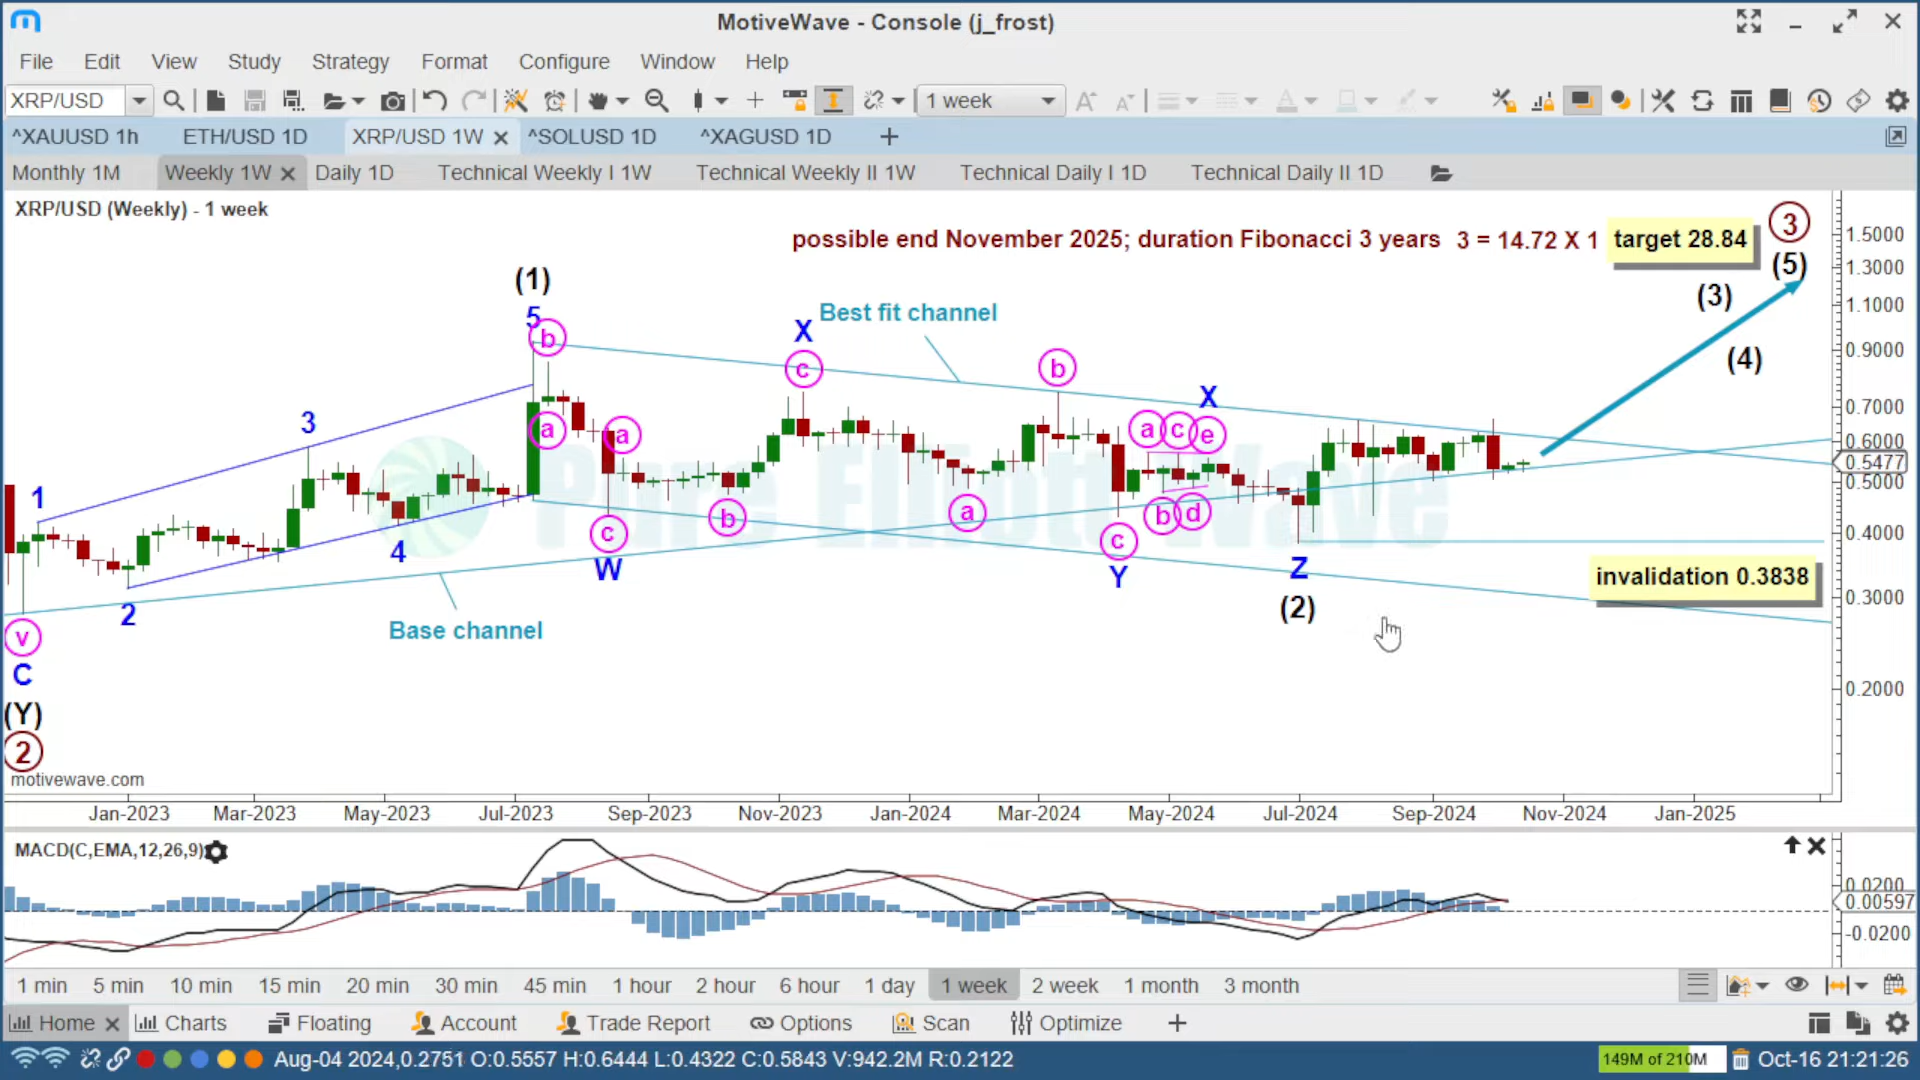 MotiveWave - Console (j_frost)
File Edit View Study Strategy Format Configure Window Help
XRP/USD 1 week
^XAUUSD 1h ETH/USD 1D XRP/USD 1W ^SOLUSD 1D ^XAGUSD 1D
Monthly 1M Weekly 1W Daily 1D Technical Weekly I 1W Technical Weekly II 1W Technical Daily I 1D Technical Daily II 1D
XRP/USD (Weekly) - 1 week
possible end November 2025; duration Fibonacci 3 years 3 = 14.72 X 1 target 28.84
3
(5)
(3)
(4)
(1)
5
b
Best fit channel
X
c
b
X
3
a
a
a c e
1
b
a
b d
4
c
W
c
Y
Z
(2)
2
Base channel
invalidation 0.3838
v
C
(Y)
2
Pure Elliott Wave
motivewave.com
1.5000
1.3000
1.1000
0.9000
0.7000
0.6000
0.5477
0.5000
0.4000
0.3000
0.2000
Jan-2023 Mar-2023 May-2023 Jul-2023 Sep-2023 Nov-2023 Jan-2024 Mar-2024 May-2024 Jul-2024 Sep-2024 Nov-2024 Jan-2025
MACD(C,EMA,12,26,9)
0.0200
0.00597
-0.0200
1 min 5 min 10 min 15 min 20 min 30 min 45 min 1 hour 2 hour 6 hour 1 day 1 week 2 week 1 month 3 month
Home Charts Floating Account Trade Report Options Scan Optimize
Aug-04 2024,0.2751 O:0.5557 H:0.6444 L:0.4322 C:0.5843 V:942.2M R:0.2122 149M of 210M Oct-16 21:21:26